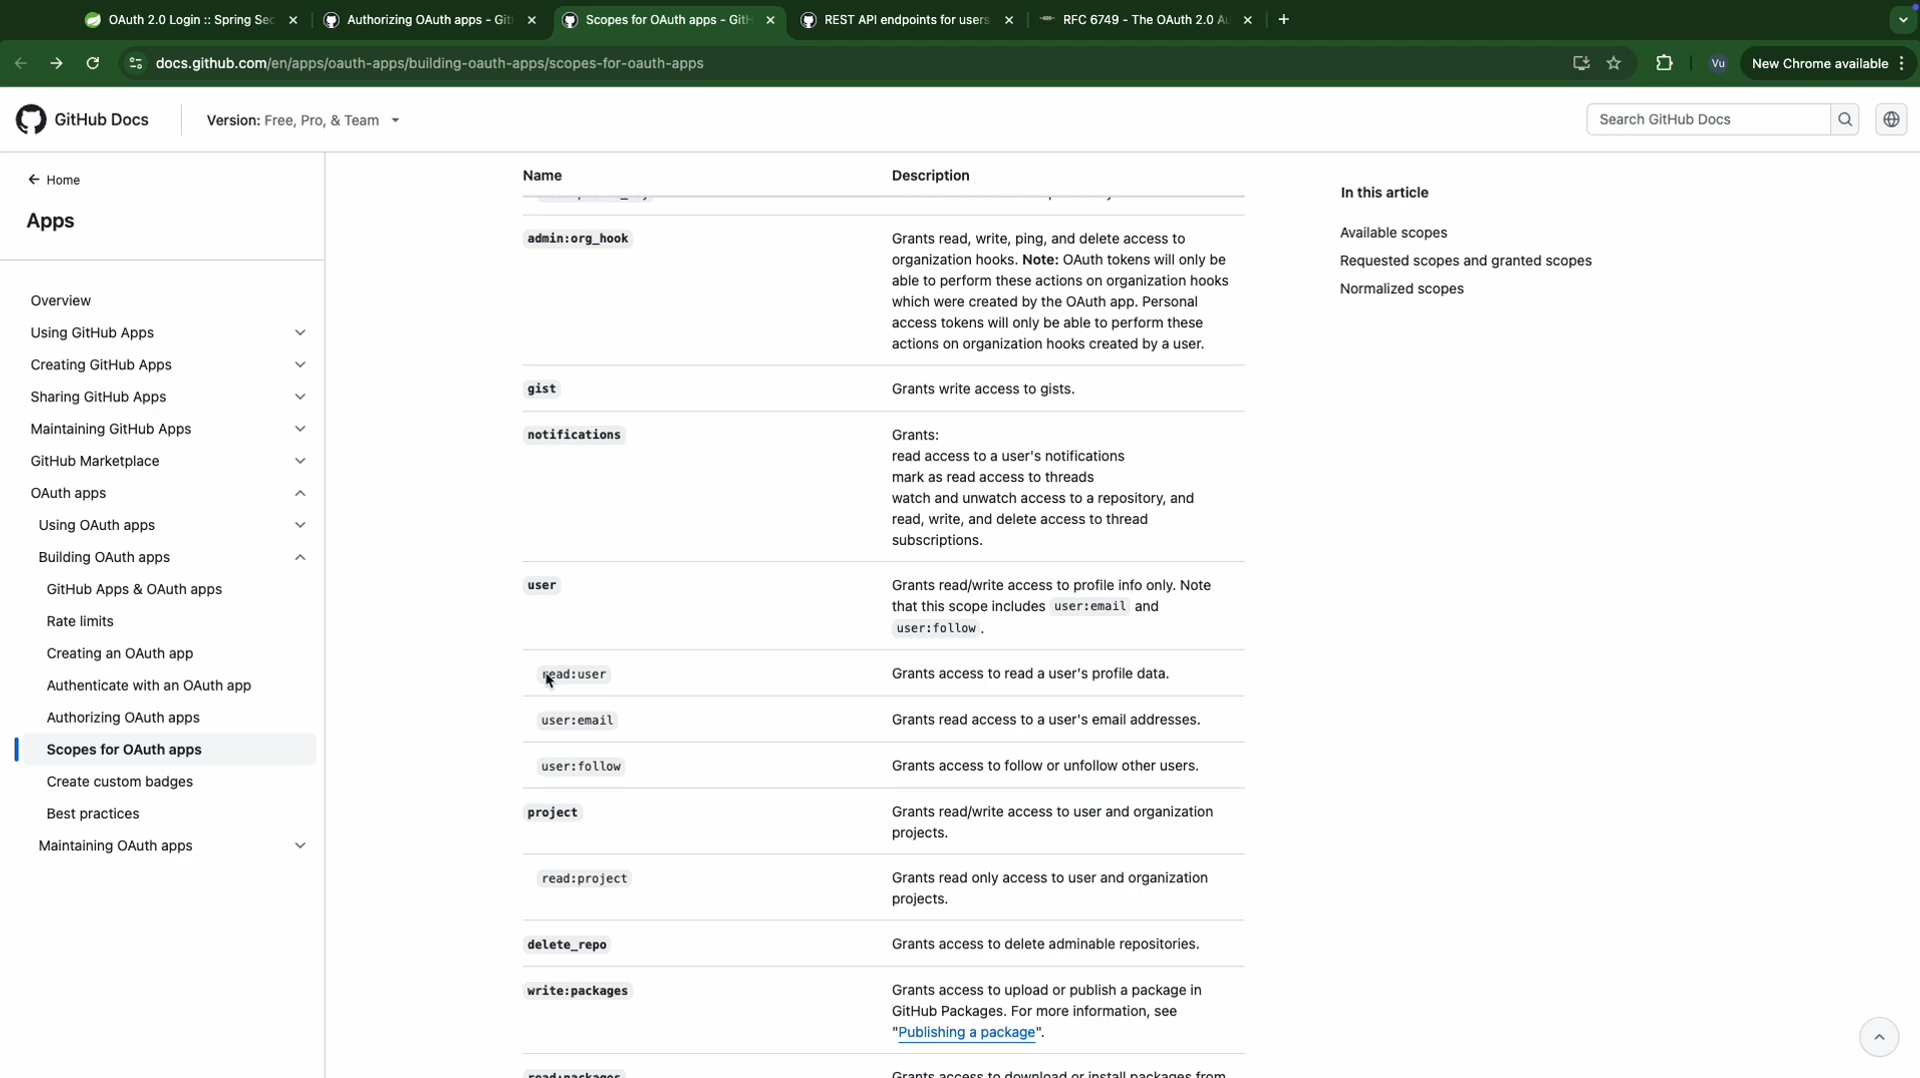 OAuth 2.0 Login :: Spring Sec
Authorizing OAuth apps - Git
Scopes for OAuth apps - GitH
REST API endpoints for users
RFC 6749 - The OAuth 2.0 Au
docs.github.com/en/apps/oauth-apps/building-oauth-apps/scopes-for-oauth-apps
Vu
New Chrome available
GitHub Docs
Version: Free, Pro, & Team
Search GitHub Docs
Home
Apps
Overview
Using GitHub Apps
Creating GitHub Apps
Sharing GitHub Apps
Maintaining GitHub Apps
GitHub Marketplace
OAuth apps
Using OAuth apps
Building OAuth apps
GitHub Apps & OAuth apps
Rate limits
Creating an OAuth app
Authenticate with an OAuth app
Authorizing OAuth apps
Scopes for OAuth apps
Create custom badges
Best practices
Maintaining OAuth apps
Name Description
admin:org_hook
Grants read, write, ping, and delete access to
organization hooks. Note: OAuth tokens will only be
able to perform these actions on organization hooks
which were created by the OAuth app. Personal
access tokens will only be able to perform these
actions on organization hooks created by a user.
gist
Grants write access to gists.
notifications
Grants:
read access to a user's notifications
mark as read access to threads
watch and unwatch access to a repository, and
read, write, and delete access to thread
subscriptions.
user
Grants read/write access to profile info only. Note
that this scope includes user:email and
user:follow.
read:user
Grants access to read a user's profile data.
user:email
Grants read access to a user's email addresses.
user:follow
Grants access to follow or unfollow other users.
project
Grants read/write access to user and organization
projects.
read:project
Grants read only access to user and organization
projects.
delete_repo
Grants access to delete adminable repositories.
write:packages
Grants access to upload or publish a package in
GitHub Packages. For more information, see
"Publishing a package".
read:packages
Grants access to download or install packages from
In this article
Available scopes
Requested scopes and granted scopes
Normalized scopes